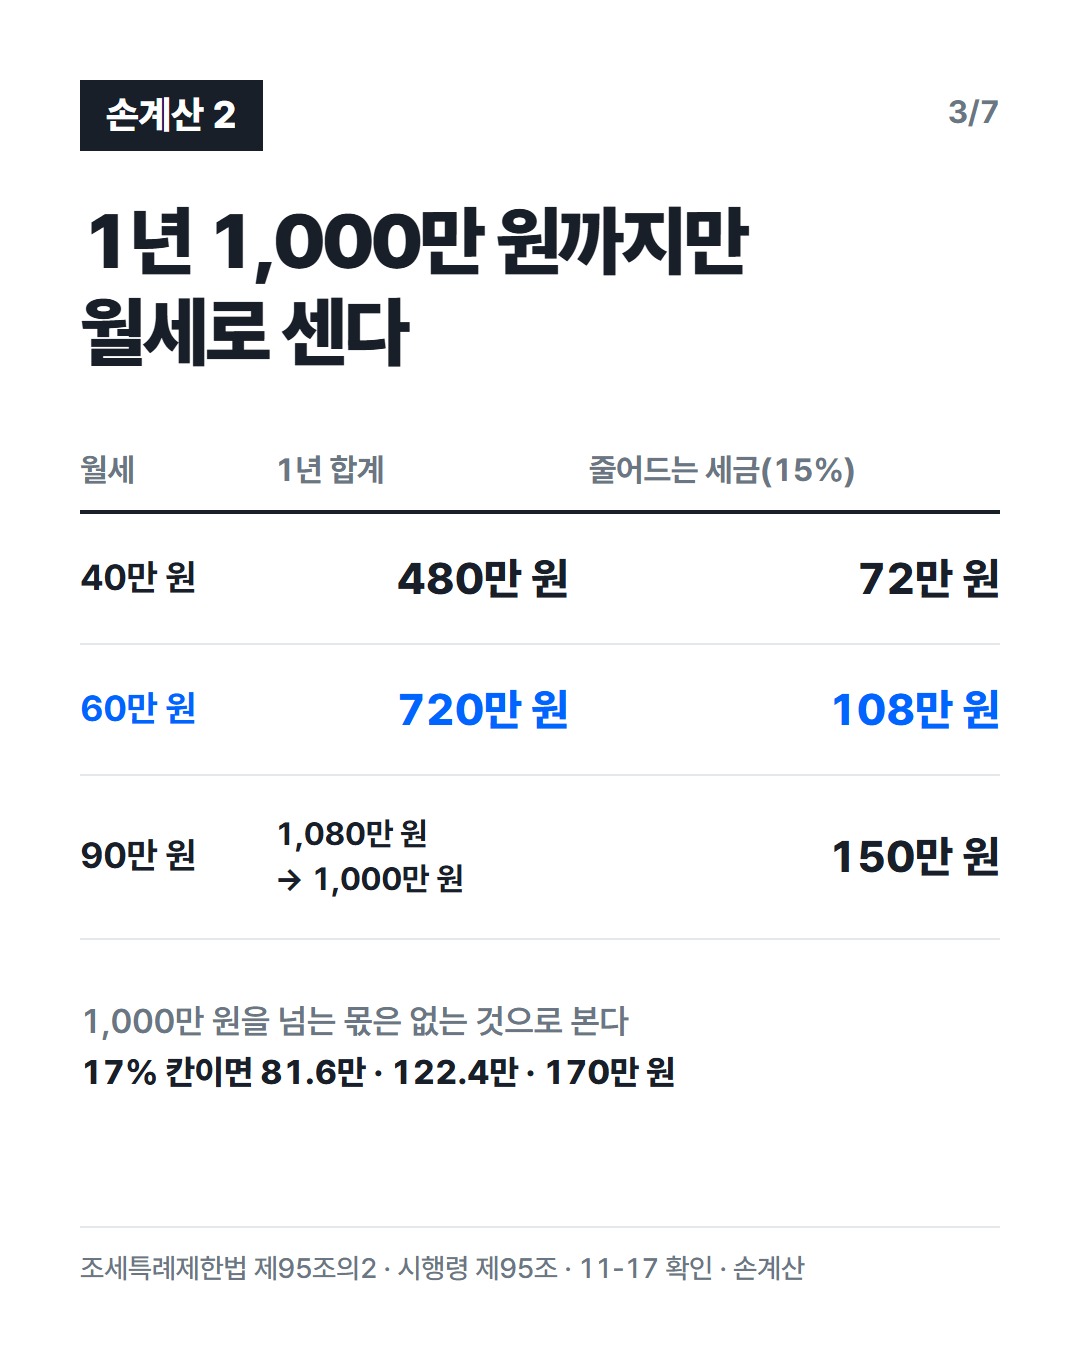 손계산 2
3/7
1년 1,000만 원까지만
월세로 센다
월세 1년 합계 줄어드는 세금(15%)
40만 원 480만 원 72만 원
60만 원 720만 원 108만 원
90만 원 1,080만 원 → 1,000만 원 150만 원
1,000만 원을 넘는 몫은 없는 것으로 본다
17% 칸이면 81.6만 · 122.4만 · 170만 원
조세특례제한법 제95조의2 · 시행령 제95조 · 11-17 확인 · 손계산